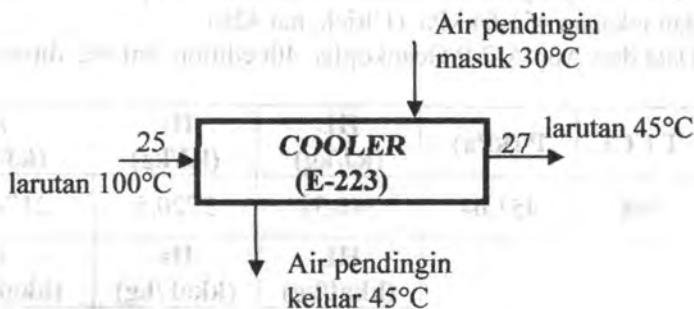 Air pendingin
masuk 30°C
25
larutan 100°C
COOLER
(E-223)
27
larutan 45°C
Air pendingin
keluar 45°C